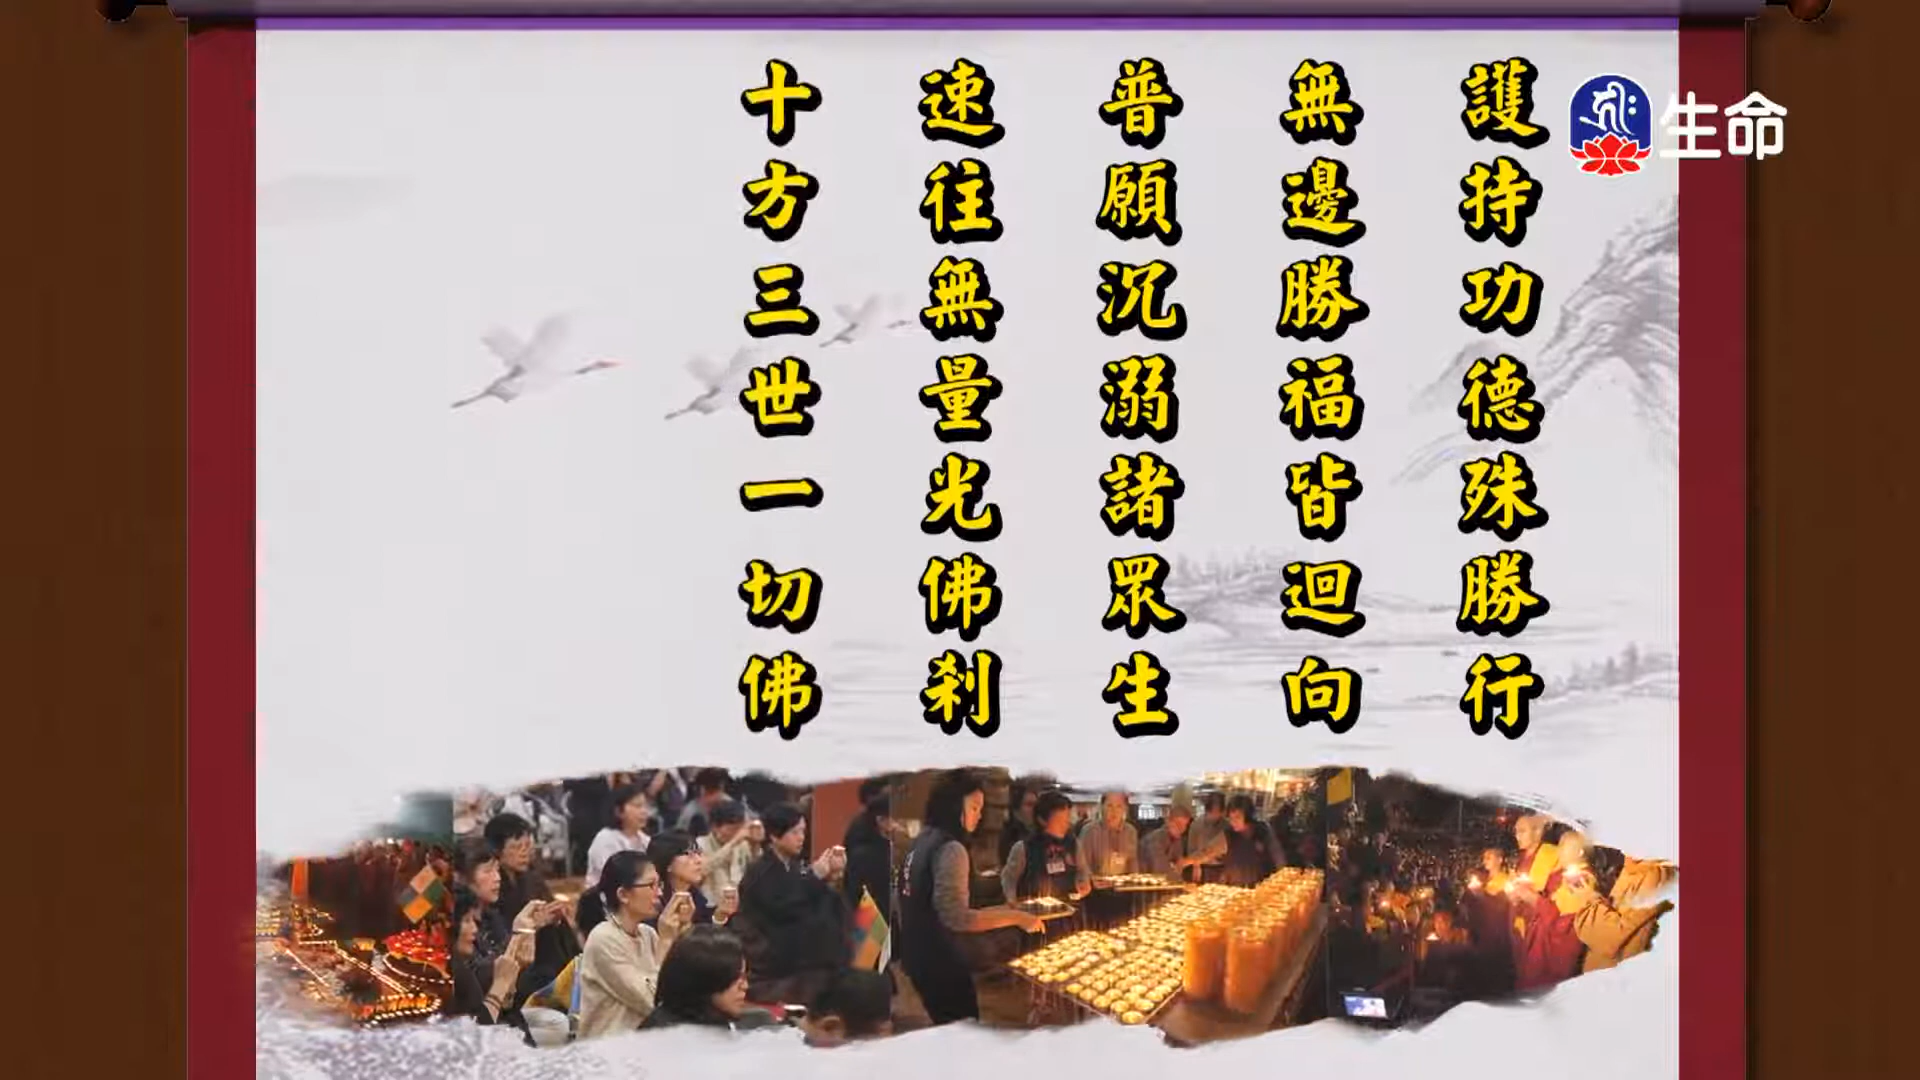 護持功德殊勝行
無邊勝福皆迴向
普願沉溺諸眾生
速往無量光佛剎
十方三世一切佛
生命